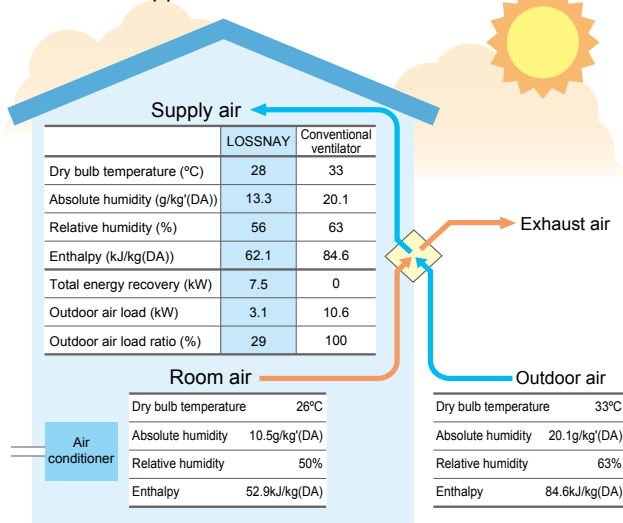 Supply air
LOSSNAY Conventional ventilator
Dry bulb temperature (ºC) 28 33
Absolute humidity (g/kg'(DA)) 13.3 20.1
Relative humidity (%) 56 63
Enthalpy (kJ/kg(DA)) 62.1 84.6
Total energy recovery (kW) 7.5 0
Outdoor air load (kW) 3.1 10.6
Outdoor air load ratio (%) 29 100
Exhaust air
Room air
Dry bulb temperature 26ºC
Absolute humidity 10.5g/kg'(DA)
Relative humidity 50%
Enthalpy 52.9kJ/kg(DA)
Outdoor air
Dry bulb temperature 33ºC
Absolute humidity 20.1g/kg'(DA)
Relative humidity 63%
Enthalpy 84.6kJ/kg(DA)
Air
conditioner